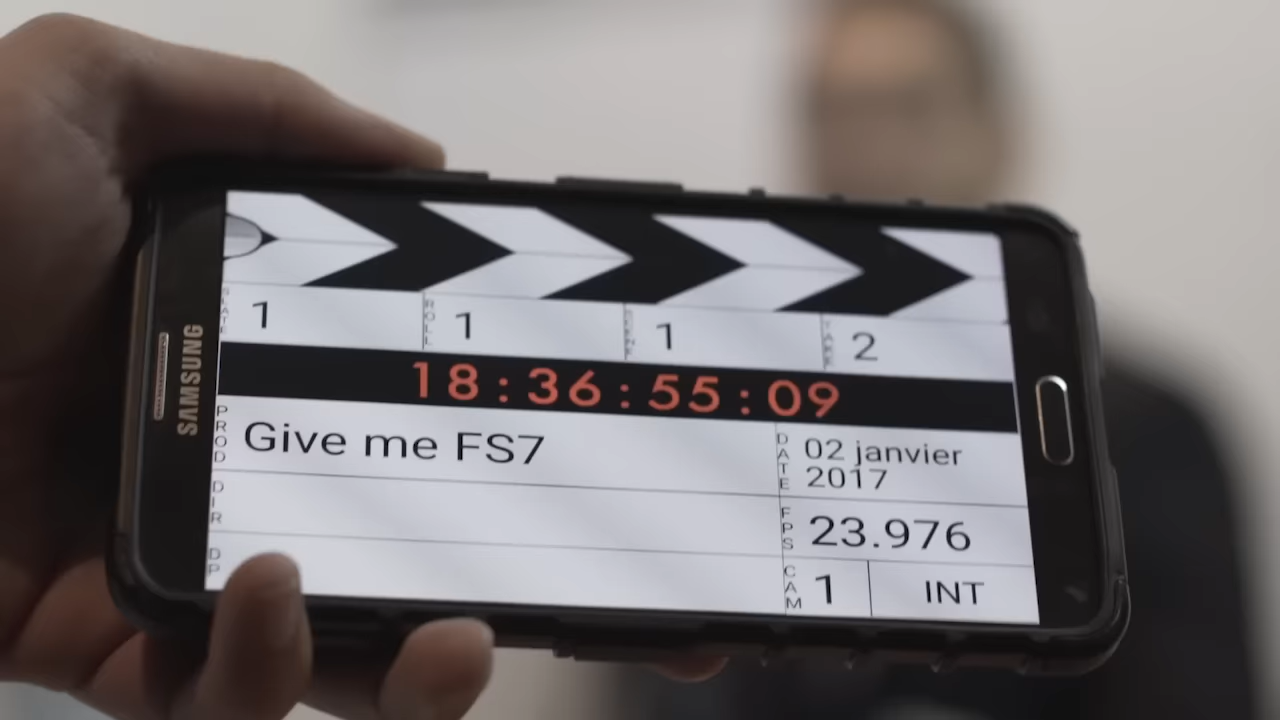 SLATE 1 ROLL 1 SCENE 1 TAKE 2
18:36:55:09
SAMSUNG
PROD Give me FS7
DATE 02 janvier
2017
DIR
FPS 23.976
DP
CAM 1 INT